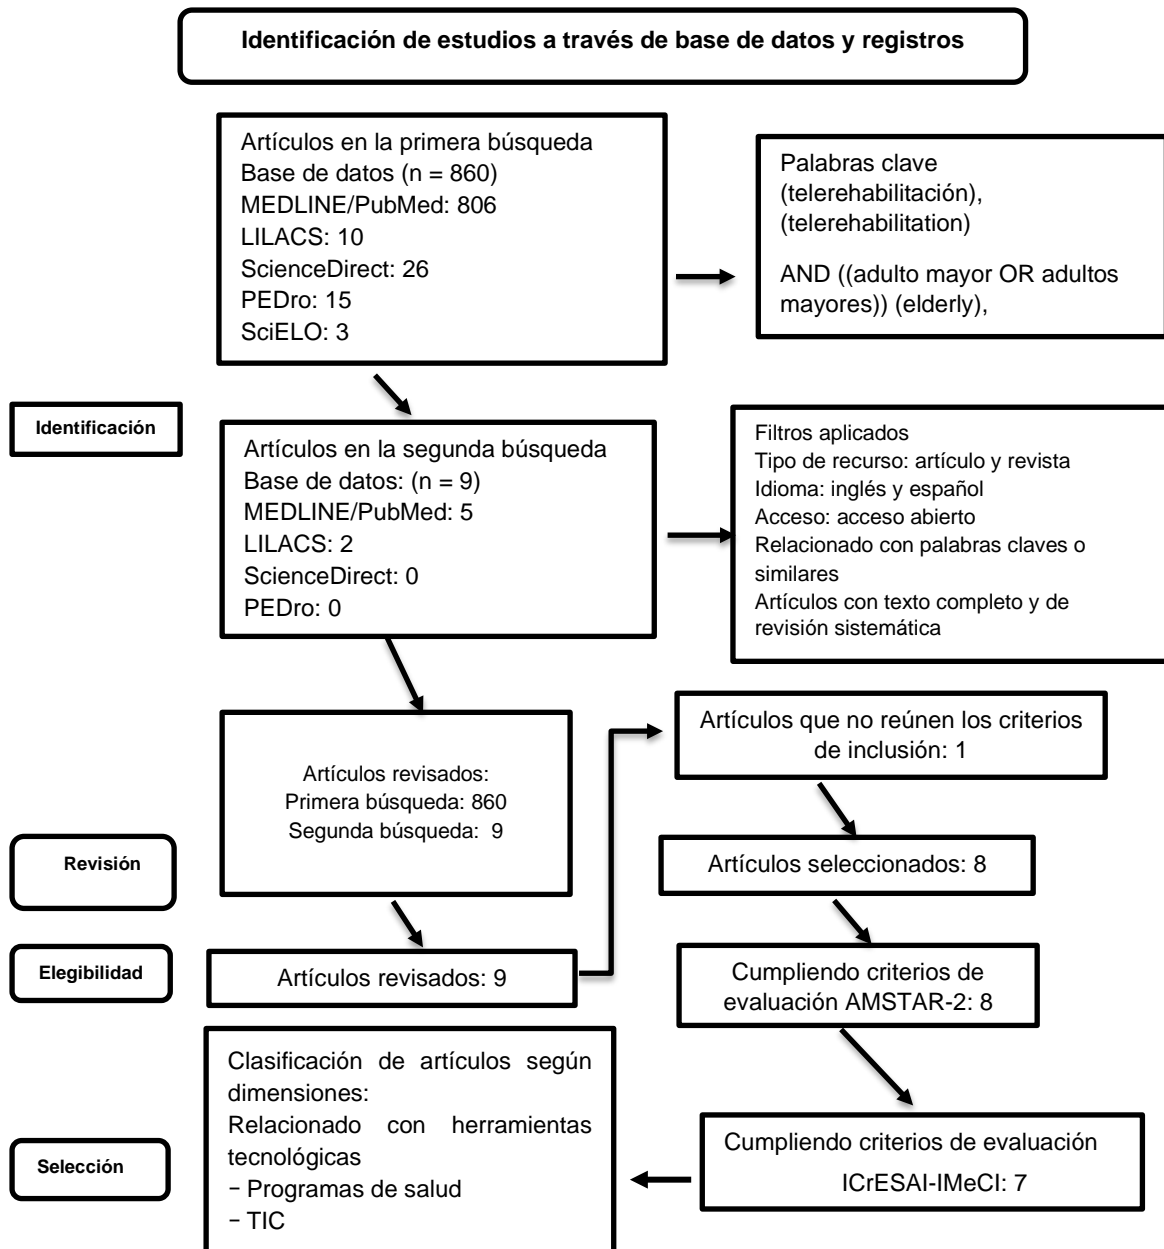 Identificación de estudios a través de base de datos y registros
Artículos en la primera búsqueda
Base de datos (n = 860)
MEDLINE/PubMed: 806
LILACS: 10
ScienceDirect: 26
PEDro: 15
SciELO: 3
Palabras clave
(telerehabilitación),
(telerehabilitation)
AND ((adulto mayor OR adultos
mayores)) (elderly),
Identificación
Artículos en la segunda búsqueda
Base de datos: (n = 9)
MEDLINE/PubMed: 5
LILACS: 2
ScienceDirect: 0
PEDro: 0
Filtros aplicados
Tipo de recurso: artículo y revista
Idioma: inglés y español
Acceso: acceso abierto
Relacionado con palabras claves o
similares
Artículos con texto completo y de
revisión sistemática
Artículos revisados:
Primera búsqueda: 860
Segunda búsqueda: 9
Artículos que no reúnen los criterios
de inclusión: 1
Revisión
Artículos seleccionados: 8
Elegibilidad
Artículos revisados: 9
Cumpliendo criterios de
evaluación AMSTAR-2: 8
Clasificación de artículos según
dimensiones:
Relacionado con herramientas
tecnológicas
− Programas de salud
− TIC
Cumpliendo criterios de evaluación
ICrESAI-IMeCI: 7
Selección